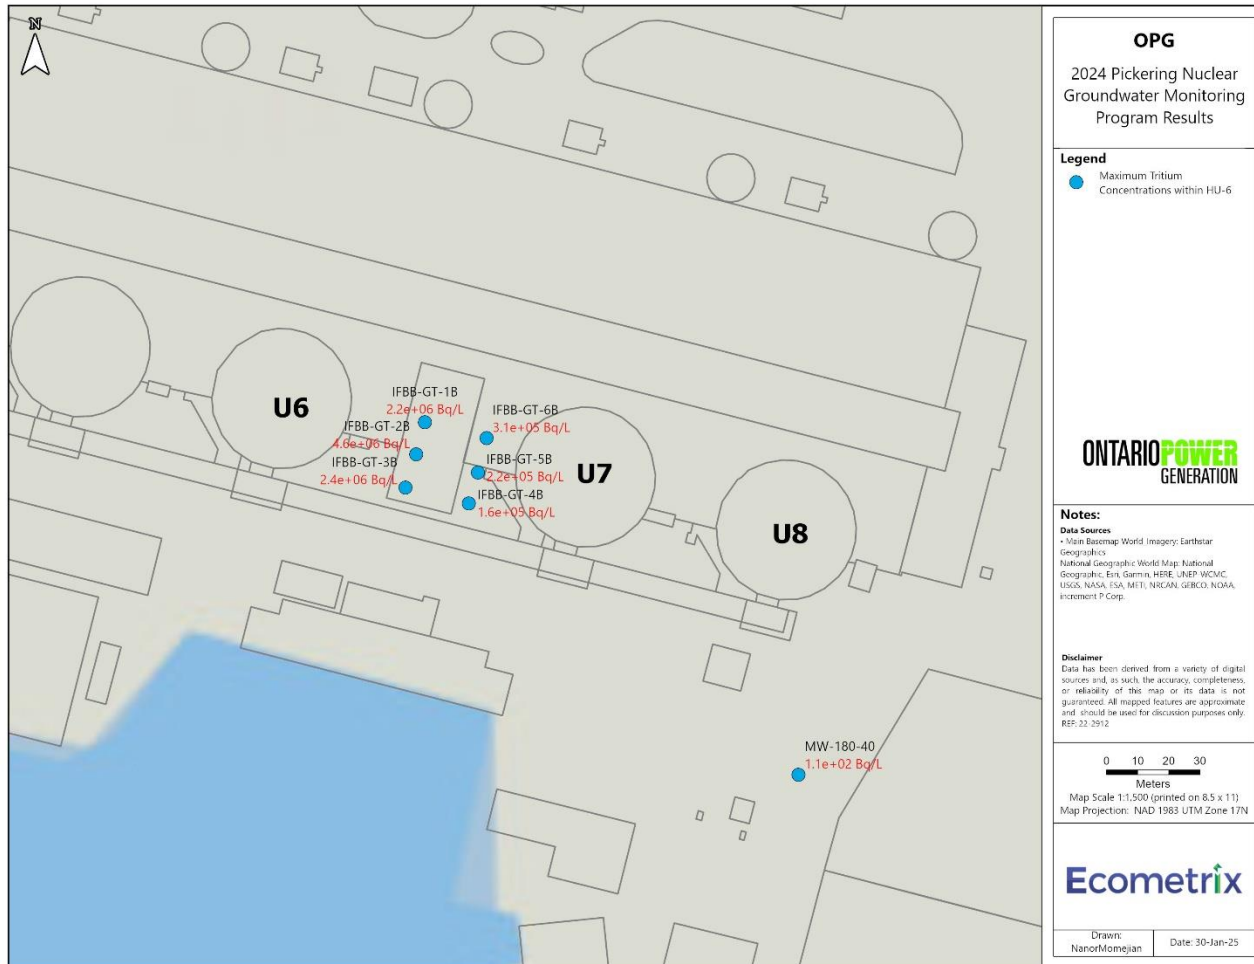 N
U6
IFBB-GT-1B
2.2e+06 Bq/L
IFBB-GT-6B
3.1e+05 Bq/L
IFBB-GT-2B
4.6e+06 Bq/L
IFBB-GT-3B
2.4e+06 Bq/L
IFBB-GT-5B
2.2e+05 Bq/L
IFBB-GT-4B
1.6e+05 Bq/L
U7
U8
MW-180-40
1.1e+02 Bq/L
OPG
2024 Pickering Nuclear
Groundwater Monitoring
Program Results
Legend
Maximum Tritium
Concentrations within HU-6
ONTARIOPOWER
GENERATION
Notes:
Data Sources
• Main Basemap World Imagery: Earthstar
Geographics
National Geographic World Map: National
Geographic, Esri, Garmin, HERE, UNEP-WCMC,
USGS, NASA, ESA, METI, NRCAN, GEBCO, NOAA,
increment P Corp.
Disclaimer
Data has been derived from a variety of digital
sources and, as such, the accuracy, completeness,
or reliability of this map or its data is not
guaranteed. All mapped features are approximate
and should be used for discussion purposes only.
REF: 22-2912
0 10 20 30
Meters
Map Scale 1:1,500 (printed on 8.5 x 11)
Map Projection: NAD 1983 UTM Zone 17N
Ecometrix
Drawn:
NanorMomejian
Date: 30-Jan-25